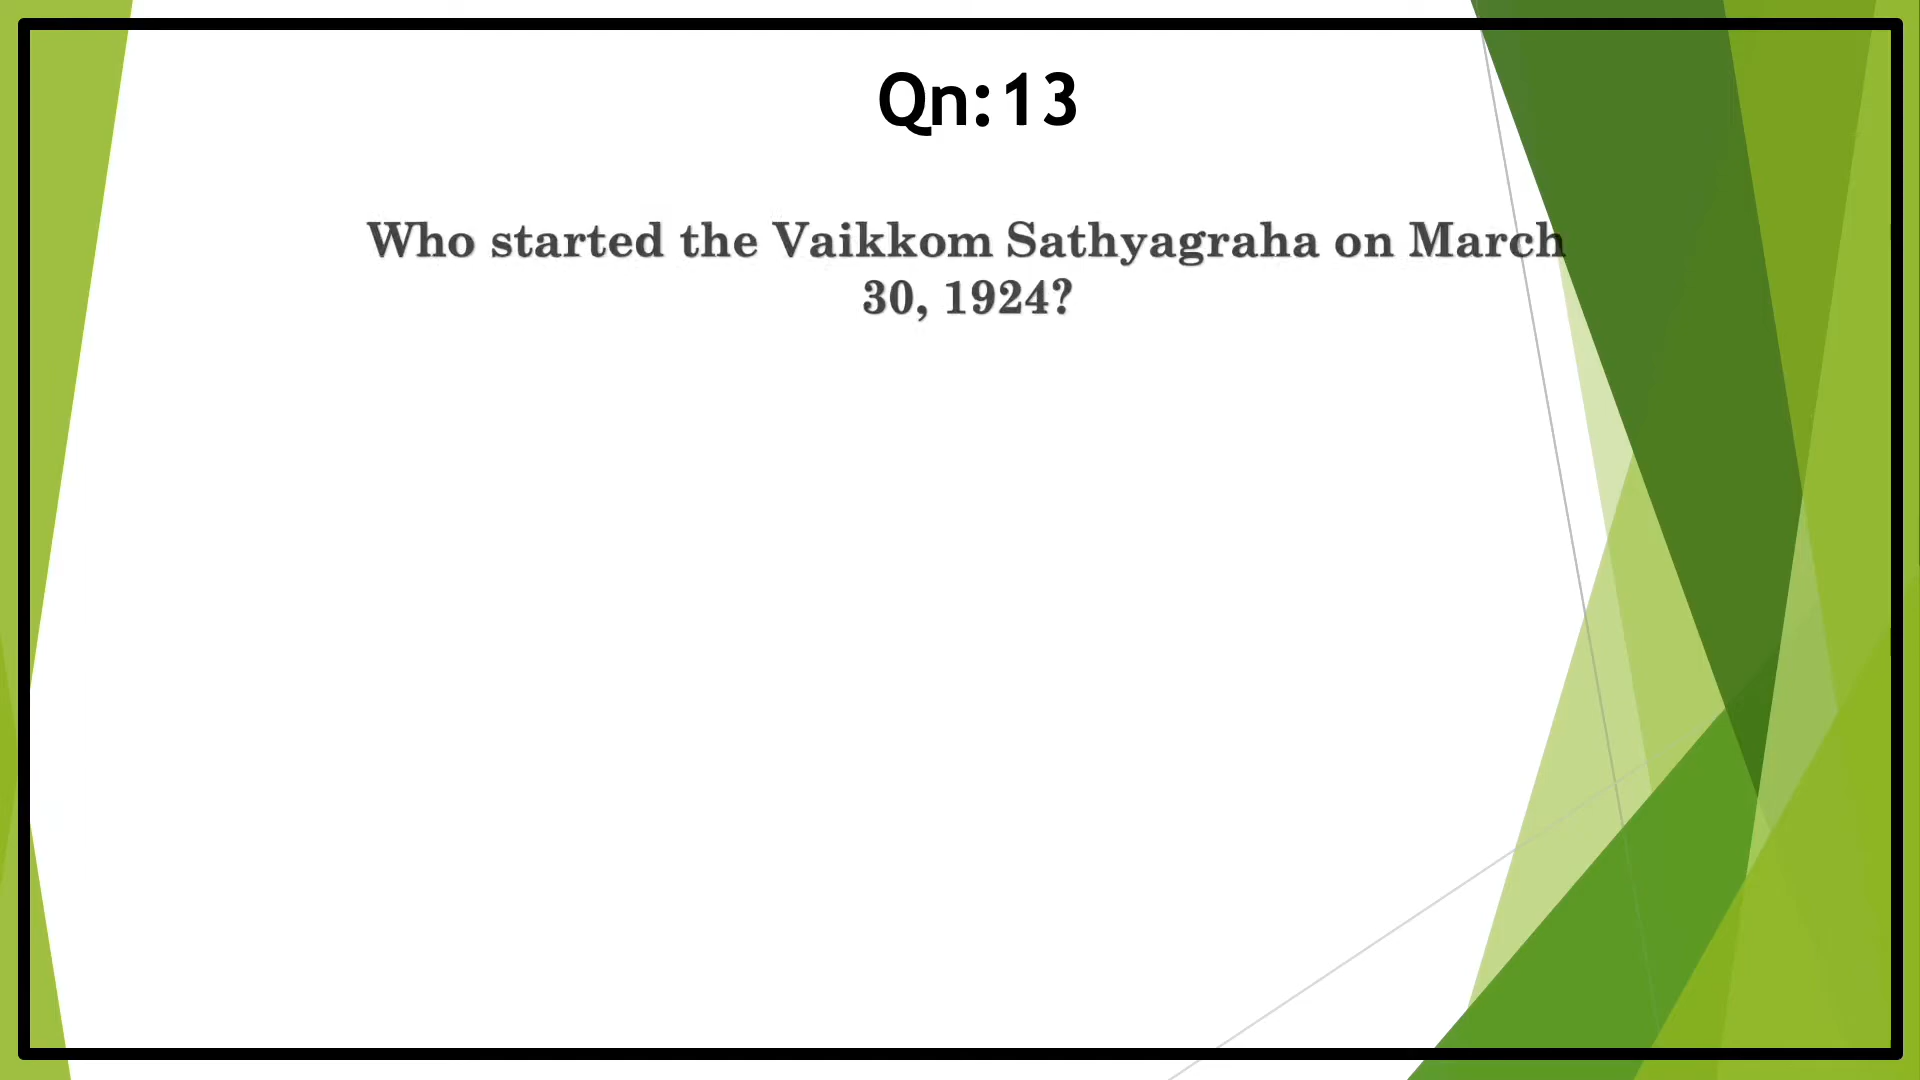 Qn:13
Who started the Vaikkom Sathyagraha on March
30, 1924?